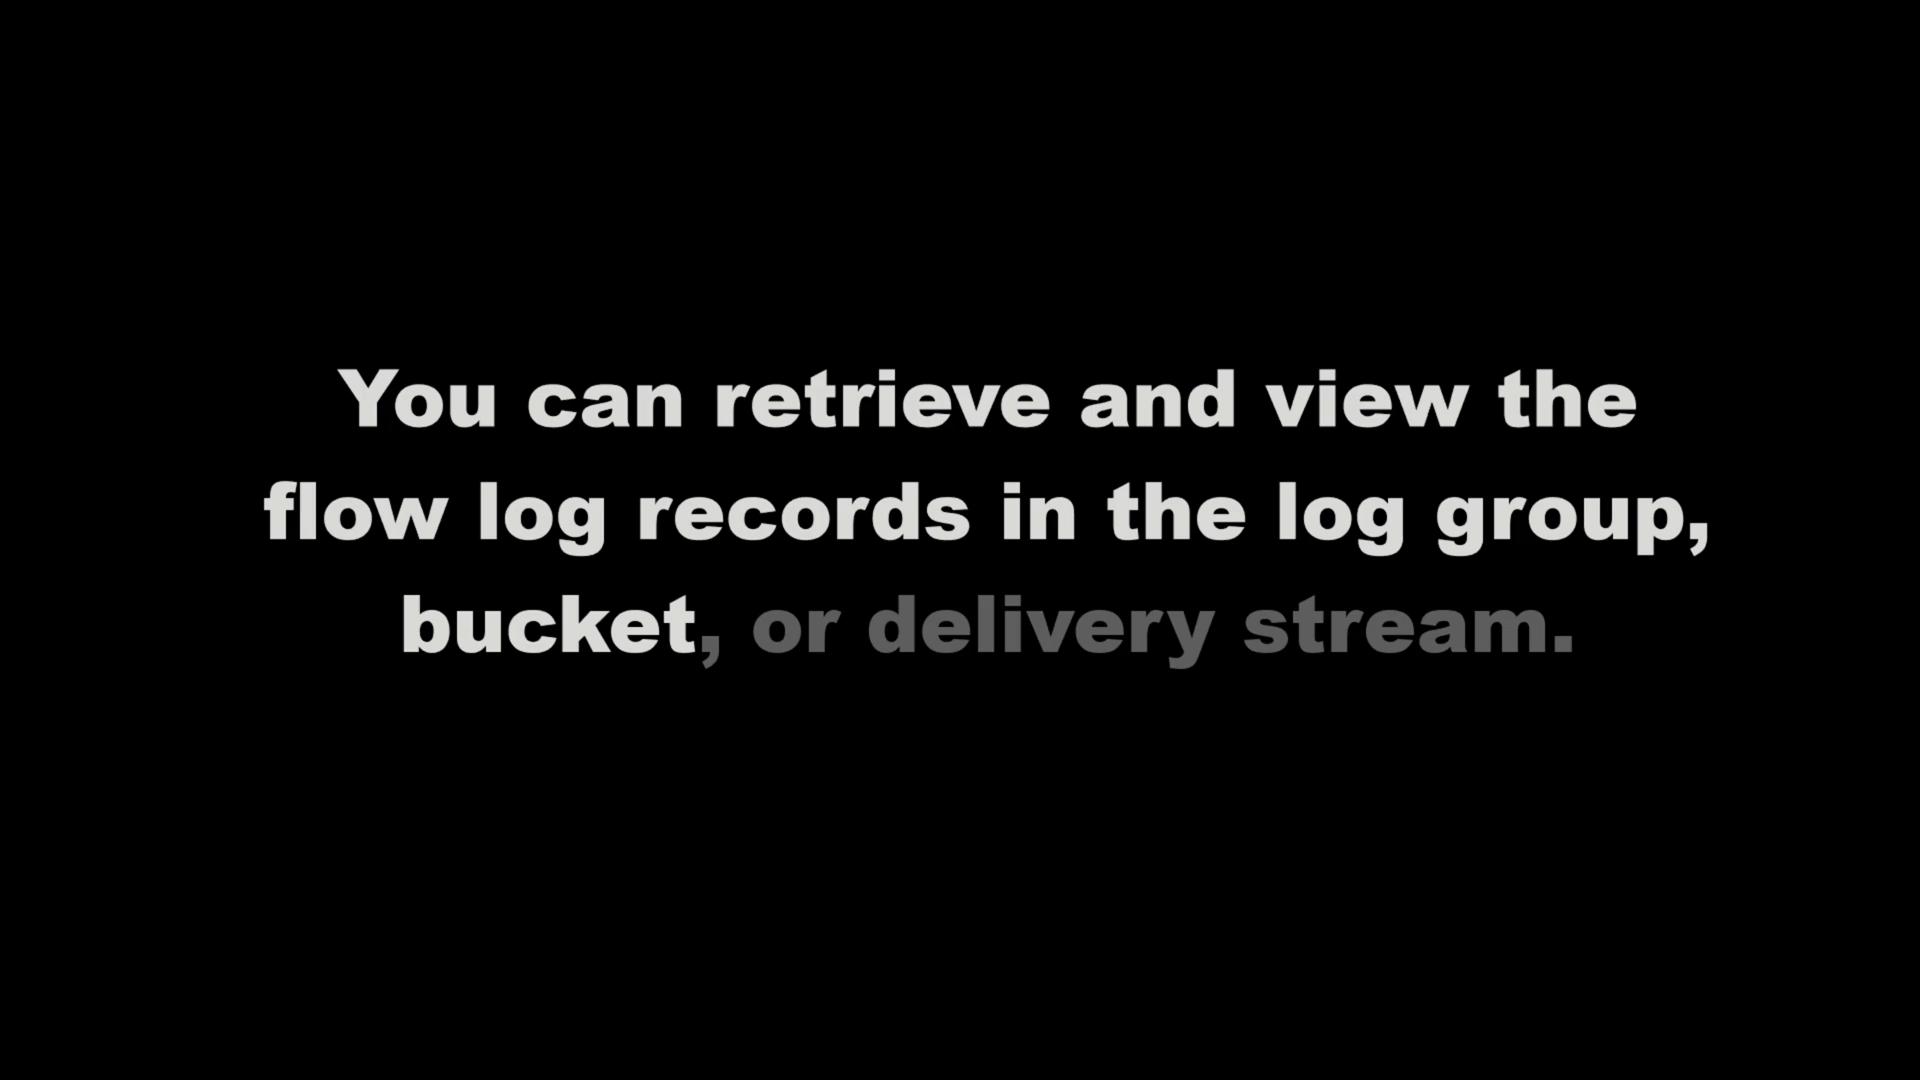 You can retrieve and view the
flow log records in the log group,
bucket, or delivery stream.